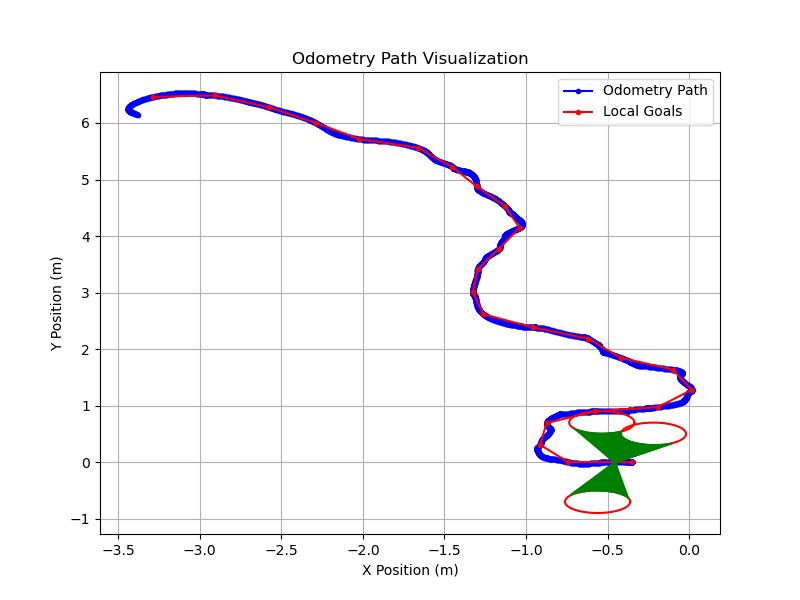 Odometry Path Visualization
Odometry Path
Local Goals
Y Position (m)
6
5
4
3
2
1
0
−1
−3.5 −3.0 −2.5 −2.0 −1.5 −1.0 −0.5 0.0
X Position (m)